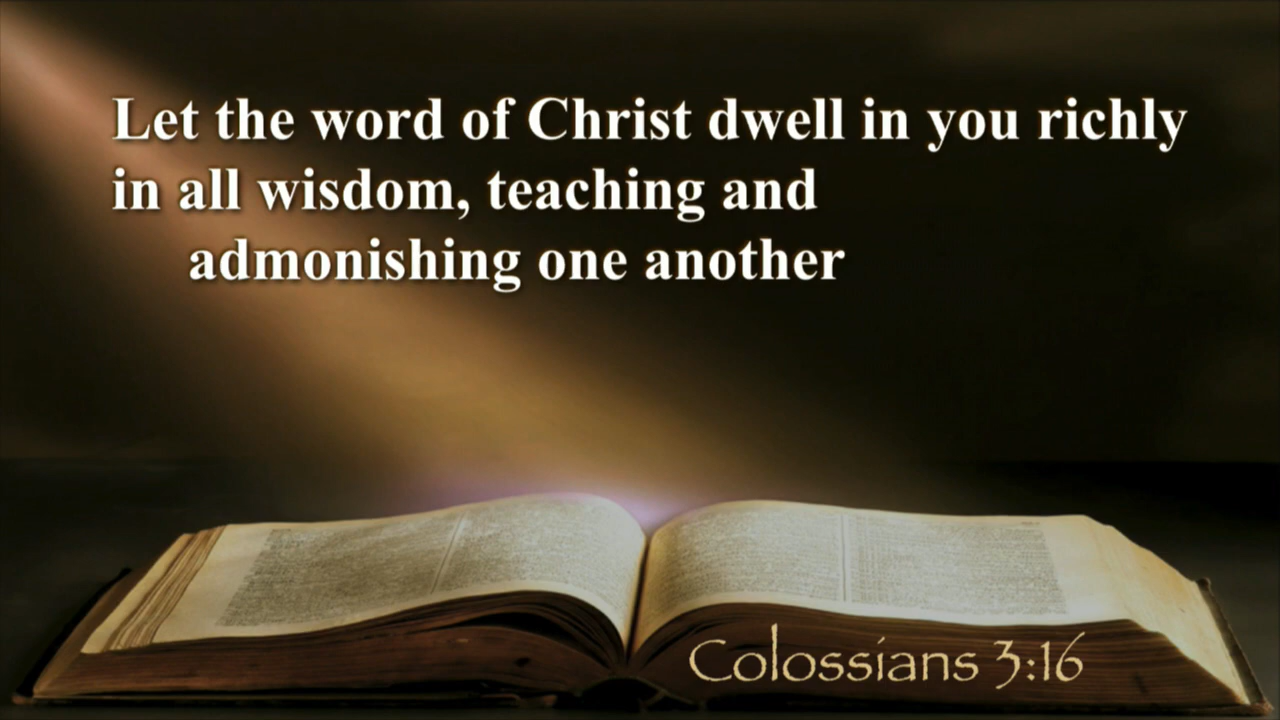 Let the word of Christ dwell in you richly
in all wisdom, teaching and
admonishing one another
Colossians 3:16